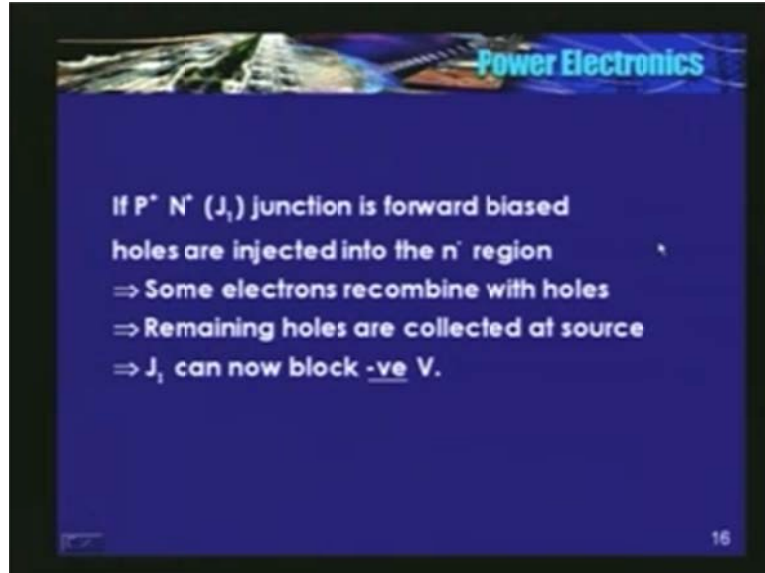 Power Electronics
If P⁺ N⁺ (J₁) junction is forward biased
holes are injected into the n⁻ region
⇒ Some electrons recombine with holes
⇒ Remaining holes are collected at source
⇒ J₁ can now block -ve V.
16